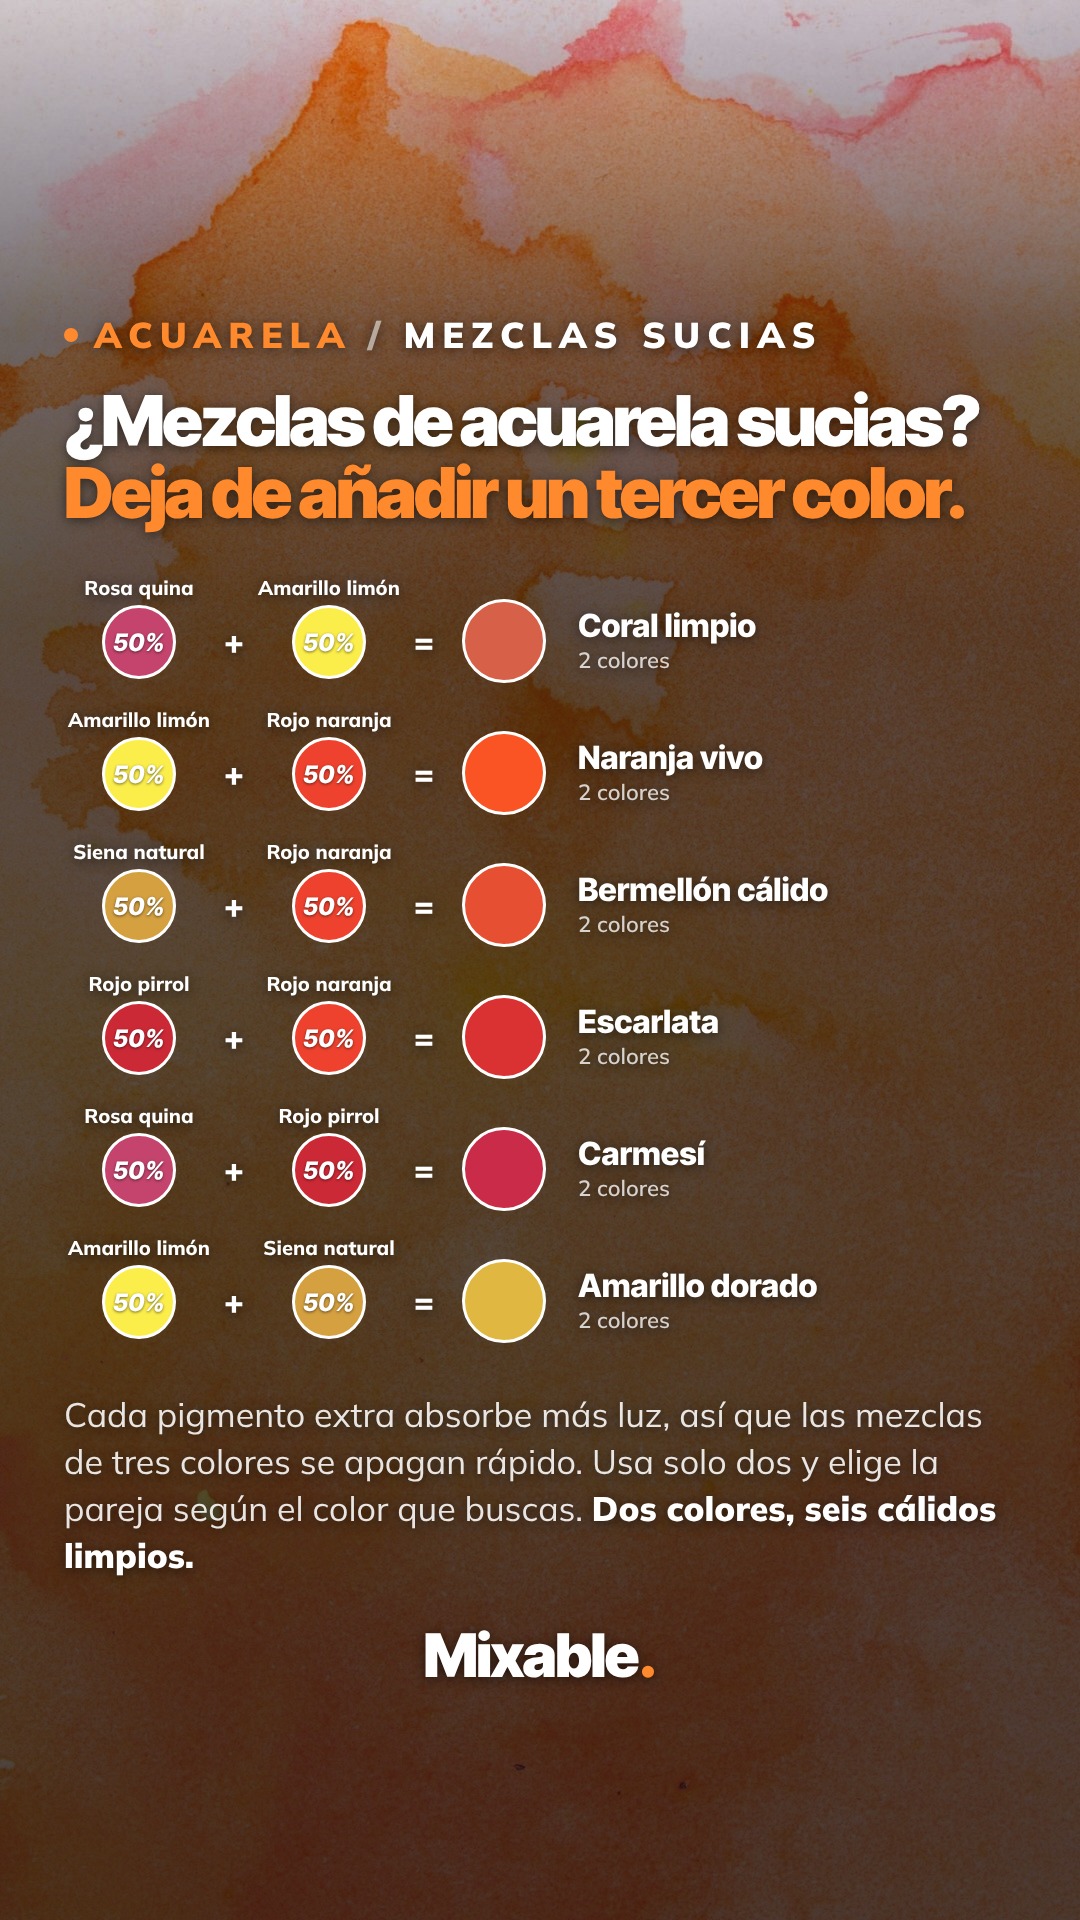 • ACUARELA / MEZCLAS SUCIAS
¿Mezclas de acuarela sucias?
Deja de añadir un tercer color.
Rosa quina Amarillo limón
50% + 50% = Coral limpio
2 colores
Amarillo limón Rojo naranja
50% + 50% = Naranja vivo
2 colores
Siena natural Rojo naranja
50% + 50% = Bermellón cálido
2 colores
Rojo pirrol Rojo naranja
50% + 50% = Escarlata
2 colores
Rosa quina Rojo pirrol
50% + 50% = Carmesí
2 colores
Amarillo limón Siena natural
50% + 50% = Amarillo dorado
2 colores
Cada pigmento extra absorbe más luz, así que las mezclas
de tres colores se apagan rápido. Usa solo dos y elige la
pareja según el color que buscas. Dos colores, seis cálidos
limpios.
Mixable.